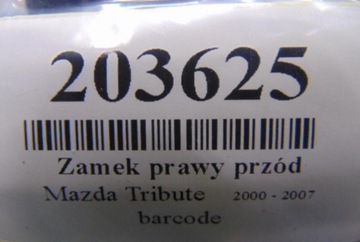 203625
Zamek prawy przód
Mazda Tribute 2000 - 2007
barcode